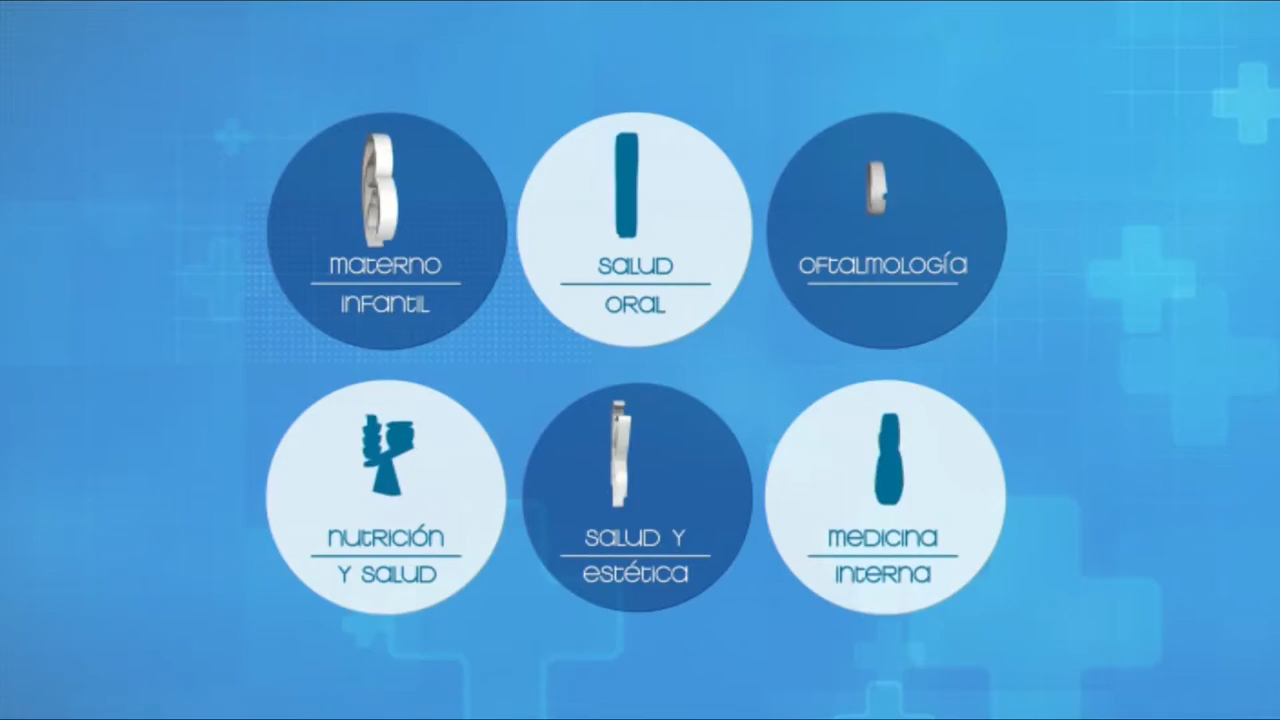 materno
infantil
salud
oral
oftalmología
nutrición
y salud
salud y
estética
medicina
interna